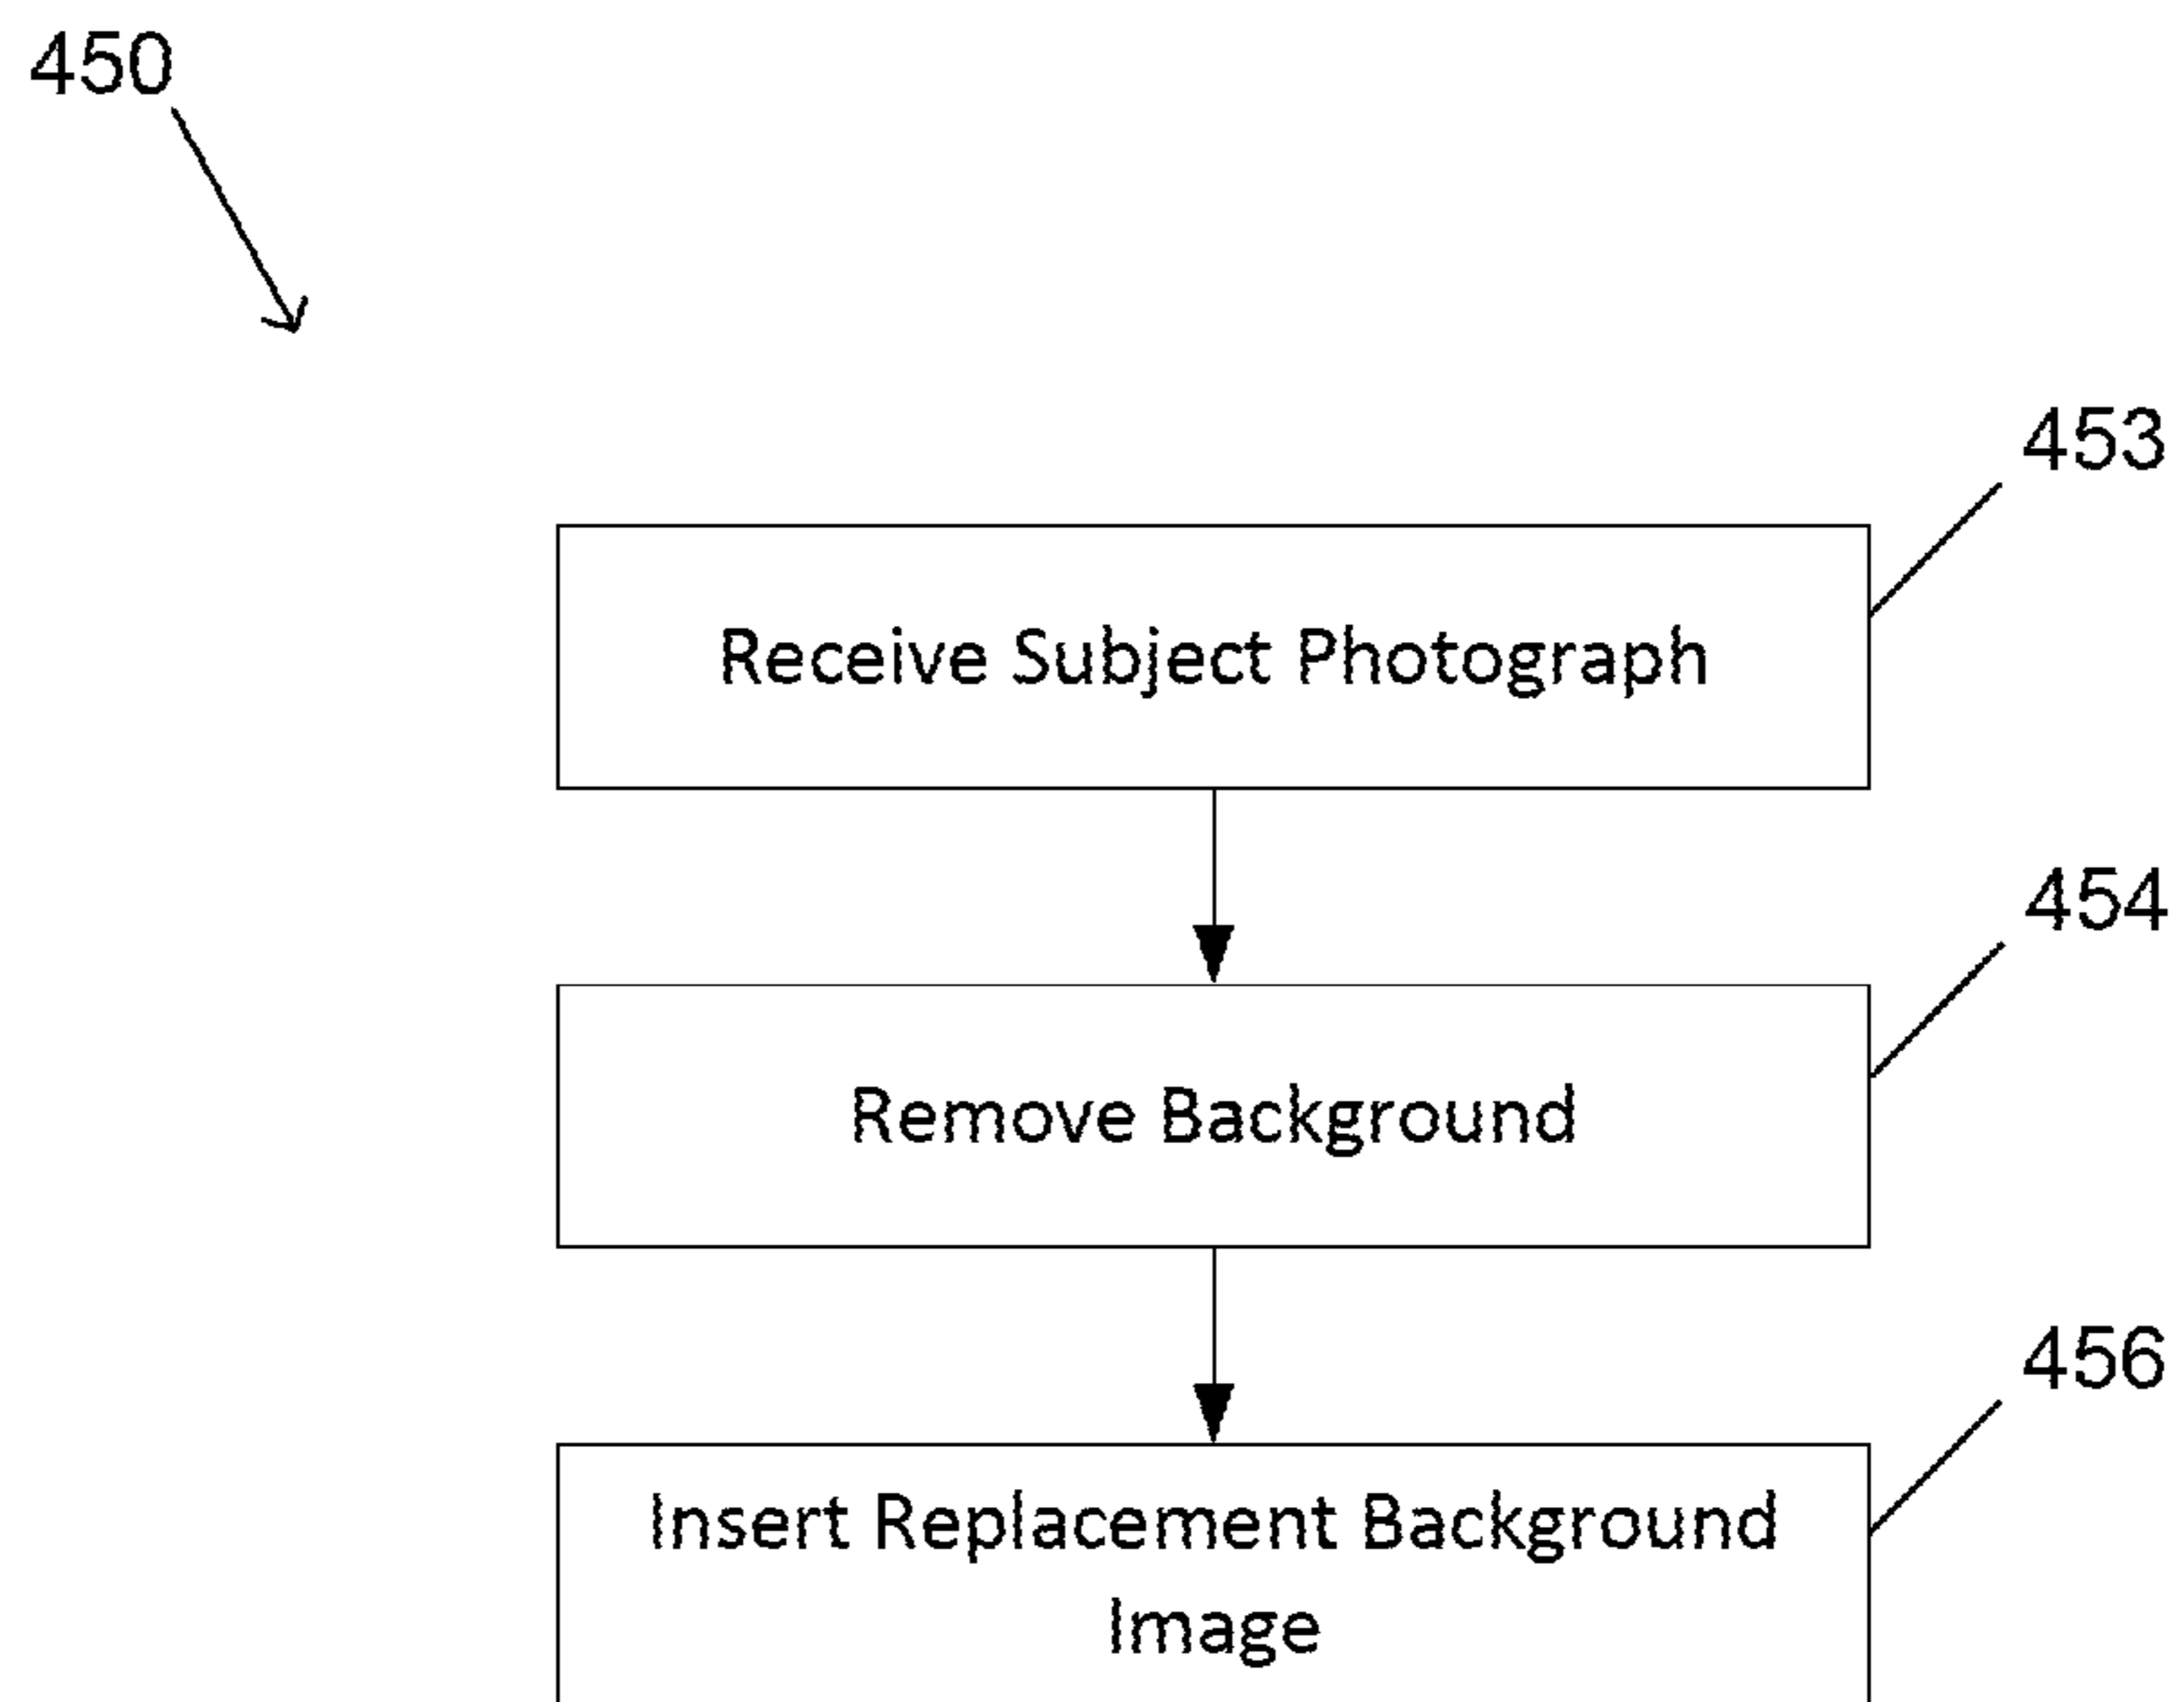 450
453
Receive Subject Photograph
454
Remove Background
456
Insert Replacement Background
Image